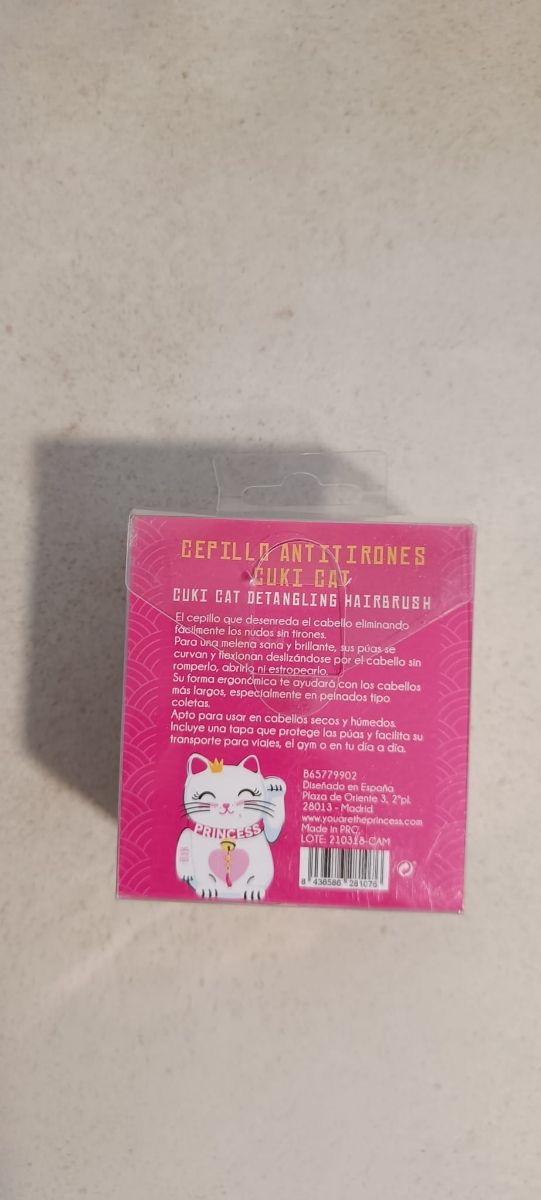 CEPILLO ANTITIRONES
CUKI CAT
CUKI CAT DETANGLING HAIRBRUSH
El cepillo que desenreda el cabello eliminando
fácilmente los nudos sin tirones.
Para una melena sana y brillante, sus púas se
curvan y flexionan deslizándose por el cabello sin
romperlo, abrirlo ni estropearlo.
Su forma ergonómica te ayudará con los cabellos
más largos, especialmente en peinados tipo
coletas.
Apto para usar en cabellos secos y húmedos.
Incluye una tapa que protege las púas y facilita su
transporte para viajes, el gym o en tu día a día.
PRINCESS
B65779902
Diseñado en España
Plaza de Oriente 3, 2ºpl.
28013 - Madrid
www.youaretheprincess.com
Made in PRC
LOTE: 210318-CAM
8 436586 281076